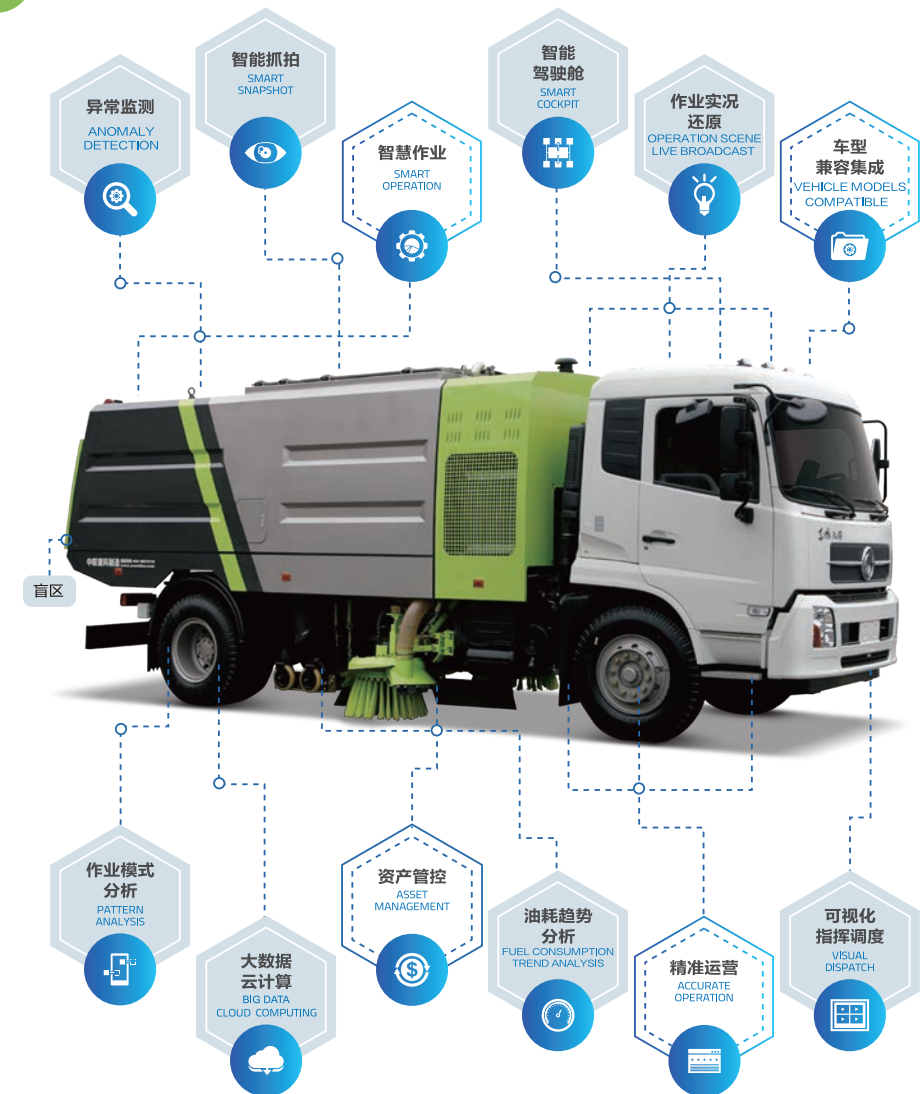 智能抓拍
SMART
SNAPSHOT
智能
驾驶舱
SMART
COCKPIT
异常监测
ANOMALY
DETECTION
作业实况
还原
OPERATION SCENE
LIVE BROADCAST
智慧作业
SMART
OPERATION
车型
兼容集成
VEHICLE MODELS
COMPATIBLE
盲区
作业模式
分析
PATTERN
ANALYSIS
资产管控
ASSET
MANAGEMENT
油耗趋势
分析
FUEL CONSUMPTION
TREND ANALYSIS
可视化
指挥调度
VISUAL
DISPATCH
大数据
云计算
BIG DATA
CLOUD COMPUTING
精准运营
ACCURATE
OPERATION